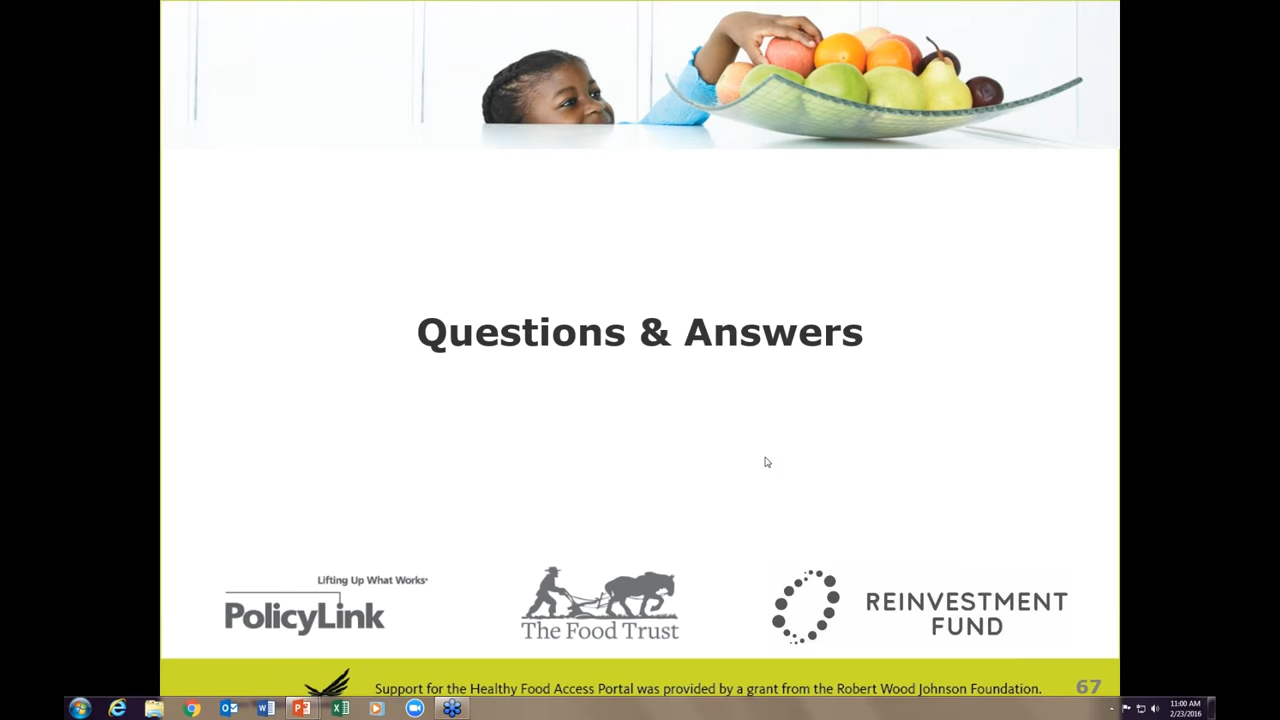 Questions & Answers
Lifting Up What Works®
PolicyLink
The Food Trust
REINVESTMENT
FUND
Support for the Healthy Food Access Portal was provided by a grant from the Robert Wood Johnson Foundation.
67
11:00 AM
2/23/2016